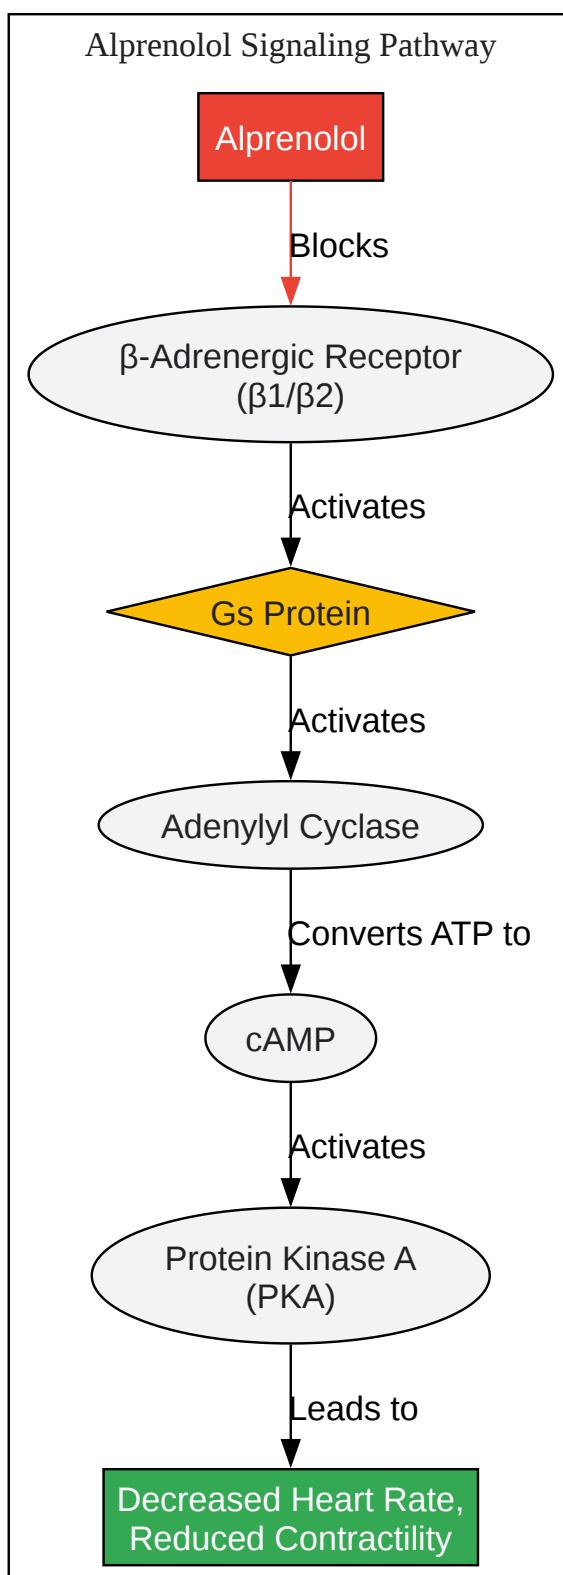 Alprenolol Signaling Pathway
Alprenolol
Blocks
β-Adrenergic Receptor
(β1/β2)
Activates
Gs Protein
Activates
Adenylyl Cyclase
Converts ATP to
cAMP
Activates
Protein Kinase A
(PKA)
Leads to
Decreased Heart Rate,
Reduced Contractility